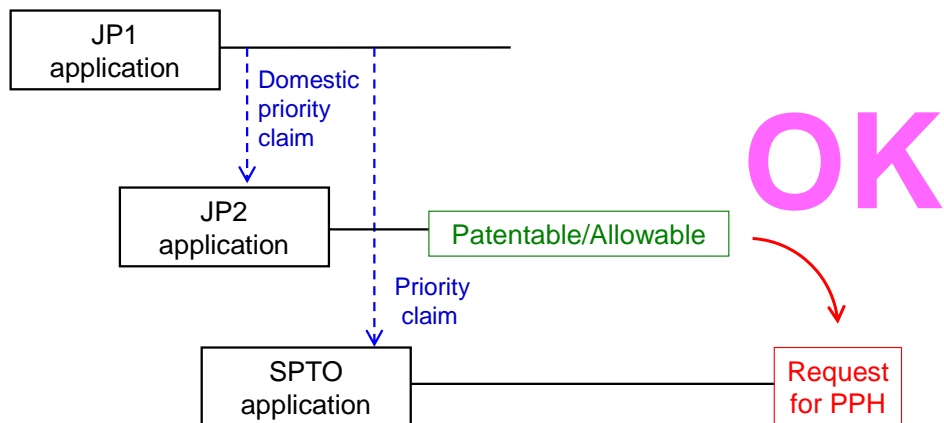 JP1
application
Domestic
priority
claim
OK
JP2
application
Patentable/Allowable
Priority
claim
SPTO
application
Request
for PPH